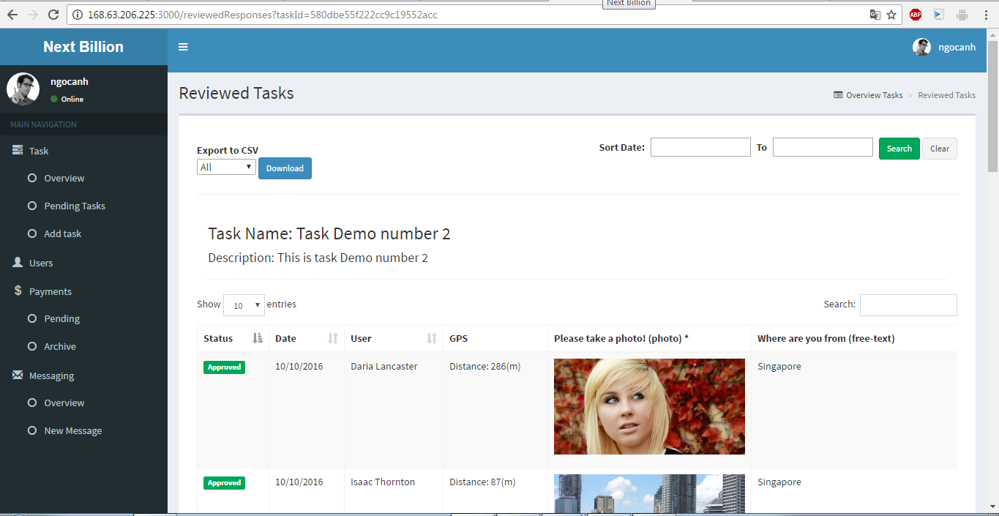 Next Billion
168.63.206.225:3000/reviewedResponses?taskId=580dbe55f222cc9c19552acc
ABP
Next Billion
ngocanh
ngocanh
Online
MAIN NAVIGATION
Task
Overview
Pending Tasks
Add task
Users
Payments
Pending
Archive
Messaging
Overview
New Message
Reviewed Tasks
Overview Tasks > Reviewed Tasks
Export to CSV
All
Download
Sort Date:
To
Search
Clear
Task Name: Task Demo number 2
Description: This is task Demo number 2
Show 10 entries
Search:
Status Date User GPS Please take a photo! (photo) * Where are you from (free-text)
Approved 10/10/2016 Daria Lancaster Distance: 286(m) Singapore
Approved 10/10/2016 Isaac Thornton Distance: 87(m) Singapore